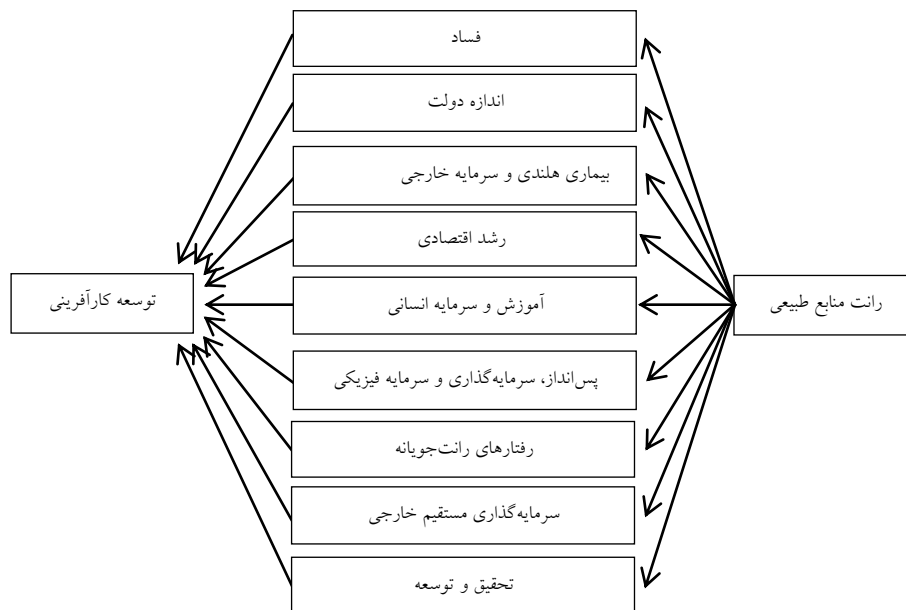 فساد
اندازه دولت
بیماری هلندی و سرمایه خارجی
رشد اقتصادی
رانت منابع طبیعی
آموزش و سرمایه انسانی
توسعه کارآفرینی
پس‌انداز، سرمایه‌گذاری و سرمایه فیزیکی
رفتارهای رانت‌جویانه
سرمایه‌گذاری مستقیم خارجی
تحقیق و توسعه